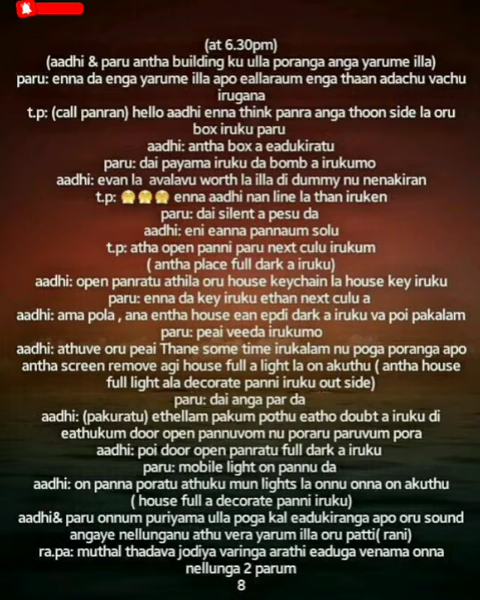 (at 6.30pm)
(aadhi & paru antha building ku ulla poranga anga yarume illa)
paru: enna da enga yarume illa apo eallaraum enga thaan adachu vachu
irugana
t.p: (call panran) hello aadhi enna think panra anga thoon side la oru
box iruku paru
aadhi: antha box a eadukiratu
paru: dai payama iruku da bomb a irukumo
aadhi: evan la avalavu worth la illa di dummy nu nenakiran
t.p: 🤗🤗🤗 enna aadhi nan line la than iruken
paru: dai silent a pesu da
aadhi: eni eanna pannaum solu
t.p: atha open panni paru next culu irukum
( antha place full dark a iruku)
aadhi: open panratu athila oru house keychain la house key iruku
paru: enna da key iruku ethan next culu a
aadhi: ama pola , ana entha house ean epdi dark a iruku va poi pakalam
paru: peai veeda irukumo
aadhi: athuve oru peai Thane some time irukalam nu poga poranga apo
antha screen remove agi house full a light la on akuthu ( antha house
full light ala decorate panni iruku out side)
paru: dai anga par da
aadhi: (pakuratu) ethellam pakum pothu eatho doubt a iruku di
eathukum door open pannuvom nu poraru paruvum pora
aadhi: poi door open panratu full dark a iruku
paru: mobile light on pannu da
aadhi: on panna poratu athuku mun lights la onnu onna on akuthu
( house full a decorate panni iruku)
aadhi& paru onnum puriyama ulla poga kal eadukiranga apo oru sound
angaye nellunganu athu vera yarum illa oru patti( rani)
ra.pa: muthal thadava jodiya varinga arathi eaduga venama onna
nellunga 2 parum
8